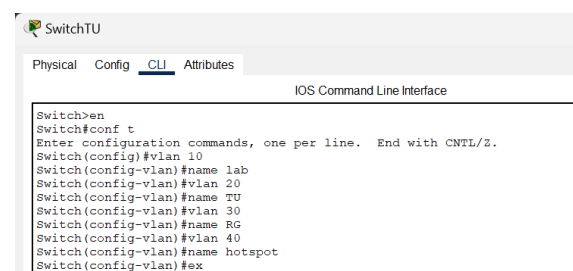 SwitchTU
Physical Config CLI Attributes
IOS Command Line Interface
Switch>en
Switch#conf t
Enter configuration commands, one per line.  End with CNTL/Z.
Switch(config)#vlan 10
Switch(config-vlan)#name lab
Switch(config-vlan)#vlan 20
Switch(config-vlan)#name TU
Switch(config-vlan)#vlan 30
Switch(config-vlan)#name RG
Switch(config-vlan)#vlan 40
Switch(config-vlan)#name hotspot
Switch(config-vlan)#ex